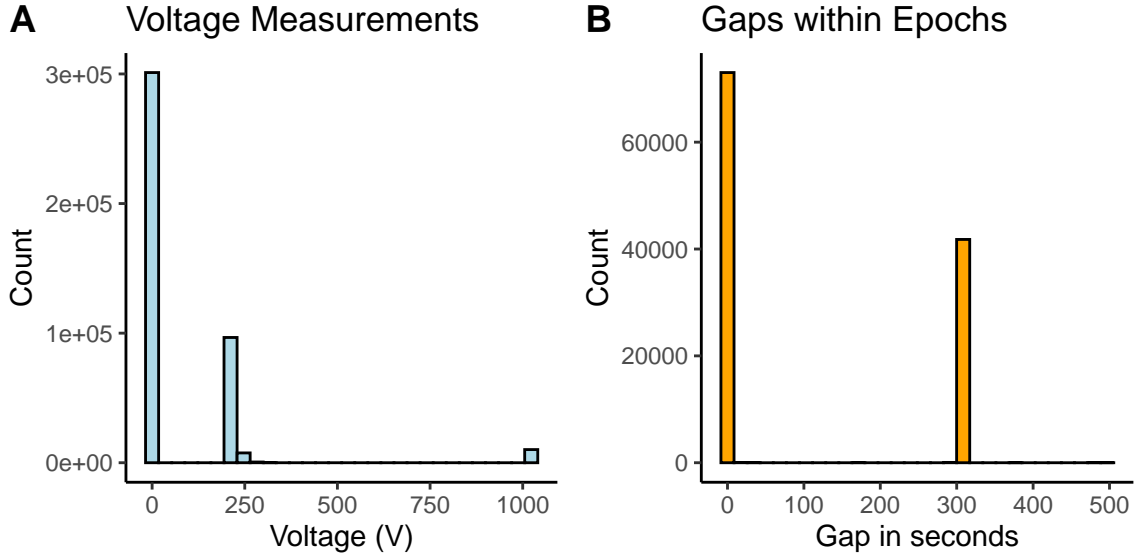 A Voltage Measurements
3e+05
2e+05
1e+05
0e+00
Count
0 250 500 750 1000
Voltage (V)
B Gaps within Epochs
60000
40000
20000
0
Count
0 100 200 300 400 500
Gap in seconds